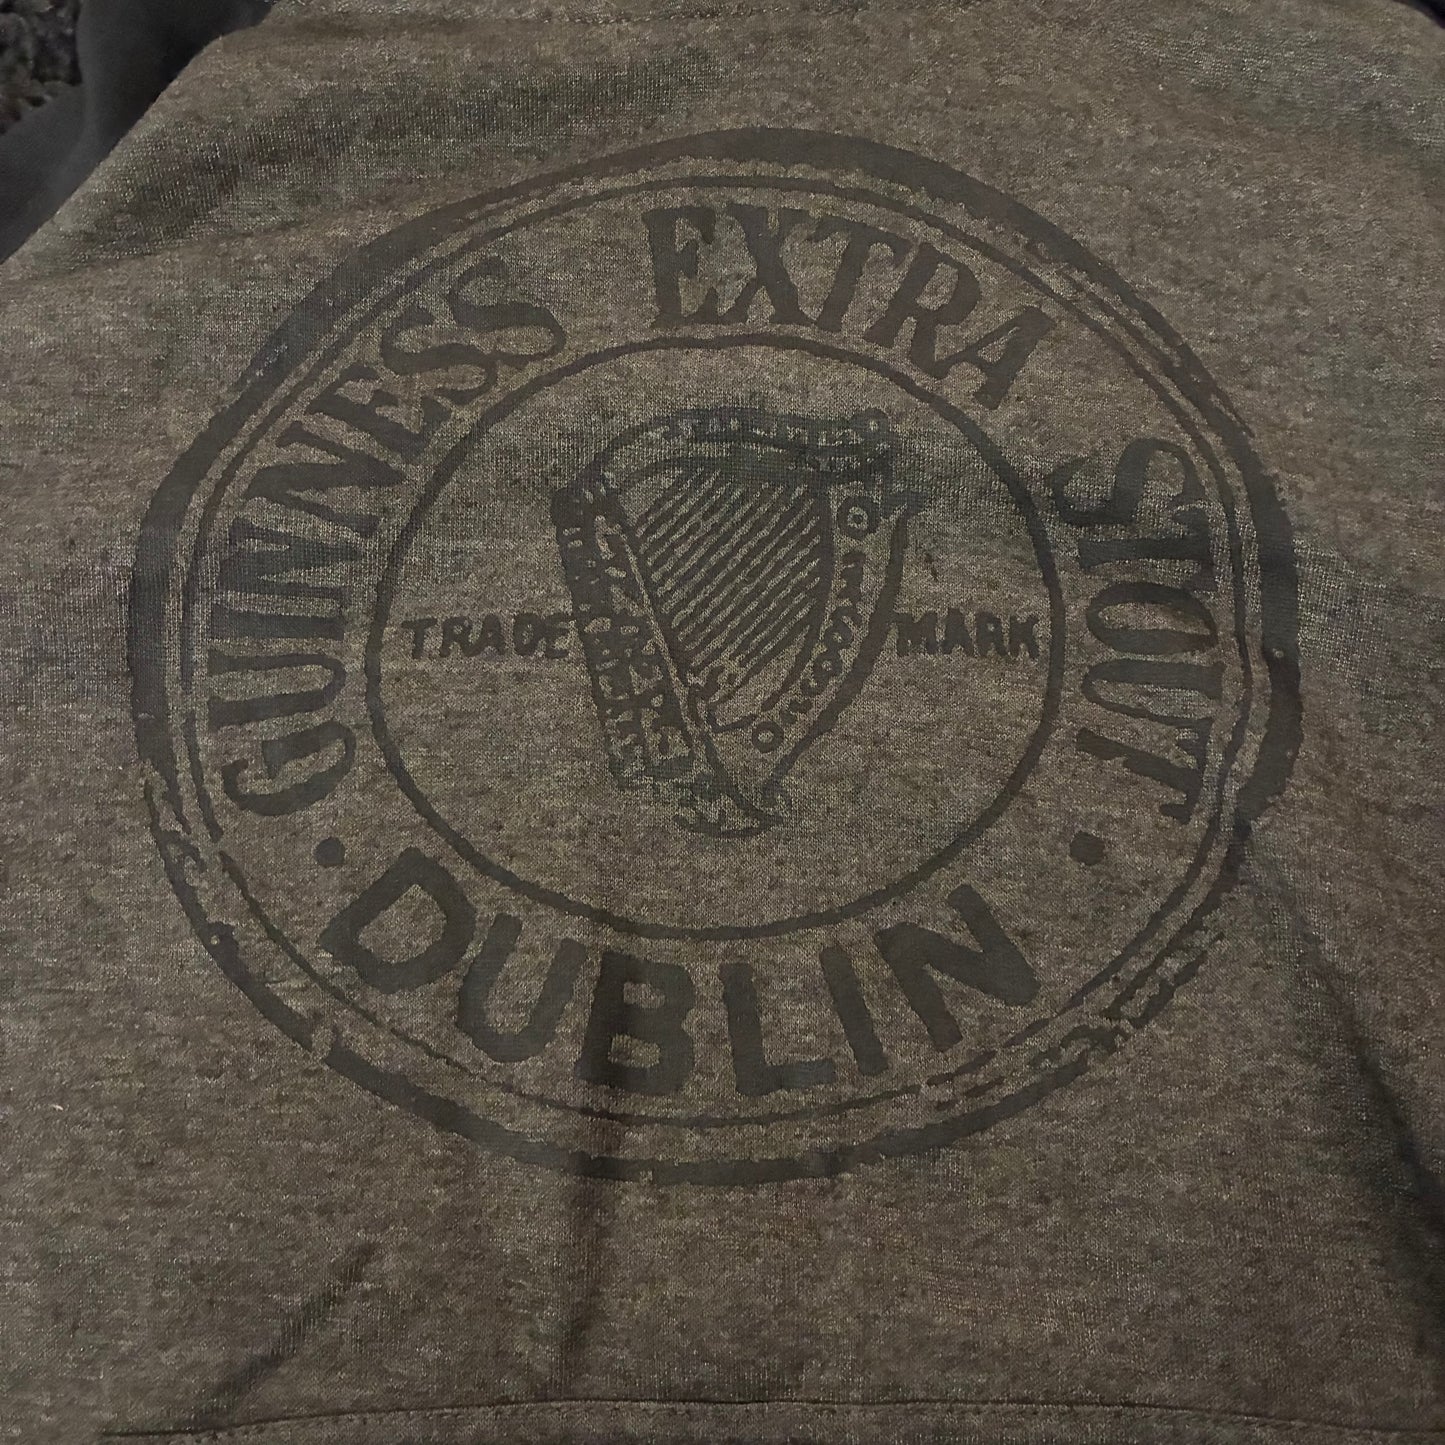 GUINNESS EXTRA STOUT
TRADE MARK
· DUBLIN ·